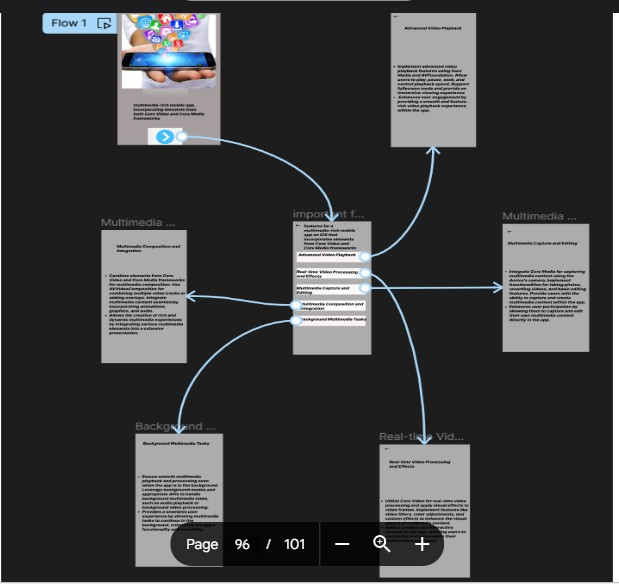 Flow 1
multimedia-rich mobile app,
incorporating elements from
both Core Video and Core Media
frameworks
Advanced Video Playback
Implement advanced video
playback features using Core
Media and AVFoundation. Allow
users to play, pause, seek, and
control playback speed. Support
fullscreen mode and provide an
immersive viewing experience
Enhances user engagement by
providing a smooth and feature-
rich video playback experience
within the app.
important f...
Features for a
multimedia-rich mobile
app on iOS that
incorporates elements
from Core Video and
Core Media frameworks
Advanced Video Playback
Real-time Video Processing
and Effects
Multimedia Capture and
Editing
Multimedia Composition and
Integration
Background Multimedia Tasks
Multimedia ...
Multimedia Composition and
Integration
Combine elements from Core
Video and Core Media frameworks
for multimedia composition. Use
AVVideoComposition for
combining multiple video tracks or
adding overlays. Integrate
multimedia content seamlessly,
incorporating animations,
graphics, and audio.
Allows the creation of rich and
dynamic multimedia experiences
by integrating various multimedia
elements into a cohesive
presentation.
Multimedia ...
Multimedia Capture and Editing
Integrate Core Media for capturing
multimedia content using the
device's camera. Implement
functionalities for taking photos,
recording videos, and basic editing
features. Provide users with the
ability to capture and create
multimedia content within the app.
Enhances user participation by
allowing them to capture and edit
their own multimedia content
directly in the app.
Background ...
Background Multimedia Tasks
Ensure smooth multimedia
playback and processing even
when the app is in the background.
Leverage background modes and
appropriate APIs to handle
background multimedia tasks,
such as audio playback or
background video processing.
Provides a seamless user
experience by allowing multimedia
tasks to continue in the
background,
functionality
Real-time Vid...
Real-time Video Processing
and Effects
Utilize Core Video for real-time video
processing and apply visual effects to
video frames. Implement features like
video filters, color adjustments, and
custom effects to enhance the visual
Page 96 / 101